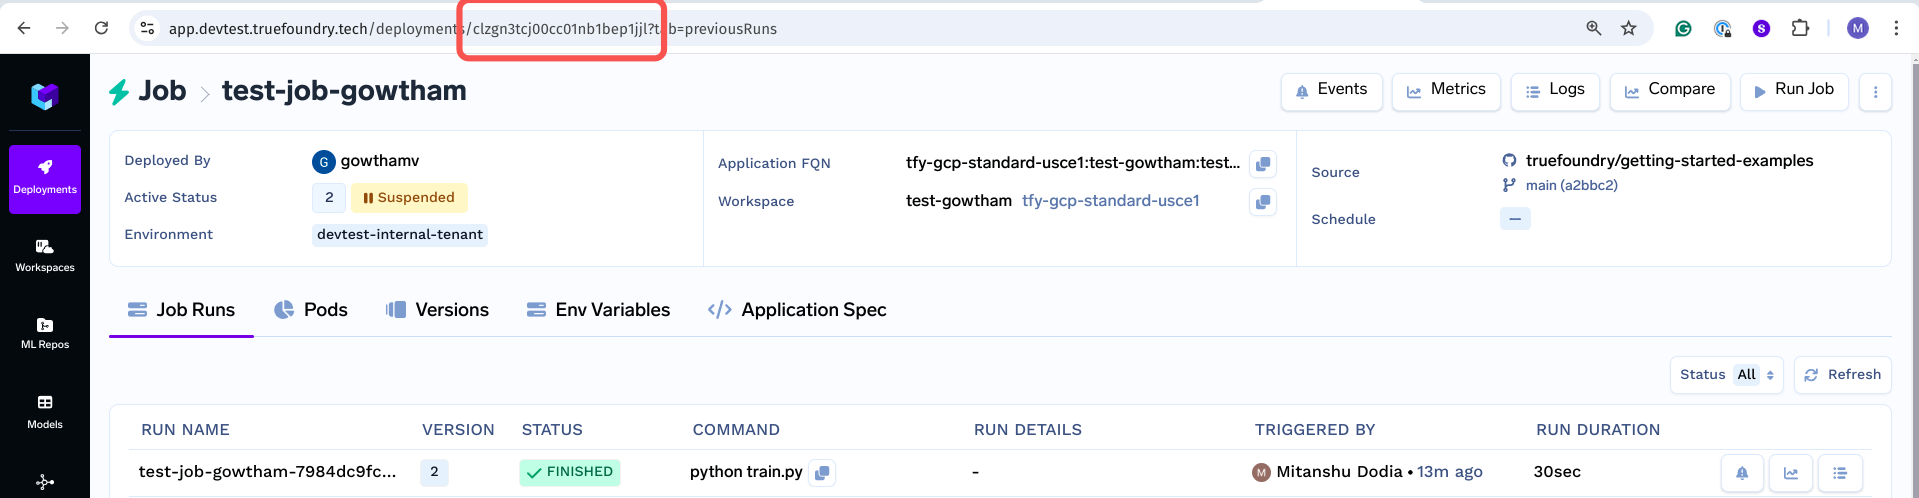 app.devtest.truefoundry.tech/deployments/clzgn3tcj00cc01nb1bep1jjl?tab=previousRuns
M
Job > test-job-gowtham
Events
Metrics
Logs
Compare
Run Job
Deployments
Workspaces
ML Repos
Models
Deployed By
G gowthamv
Active Status
2 Suspended
Environment
devtest-internal-tenant
Application FQN
tfy-gcp-standard-usce1:test-gowtham:test...
Workspace
test-gowtham tfy-gcp-standard-usce1
Source
truefoundry/getting-started-examples
main (a2bbc2)
Schedule
—
Job Runs
Pods
Versions
Env Variables
</> Application Spec
Status All
Refresh
RUN NAME VERSION STATUS COMMAND RUN DETAILS TRIGGERED BY RUN DURATION
test-job-gowtham-7984dc9fc... 2 FINISHED python train.py - M Mitanshu Dodia • 13m ago 30sec